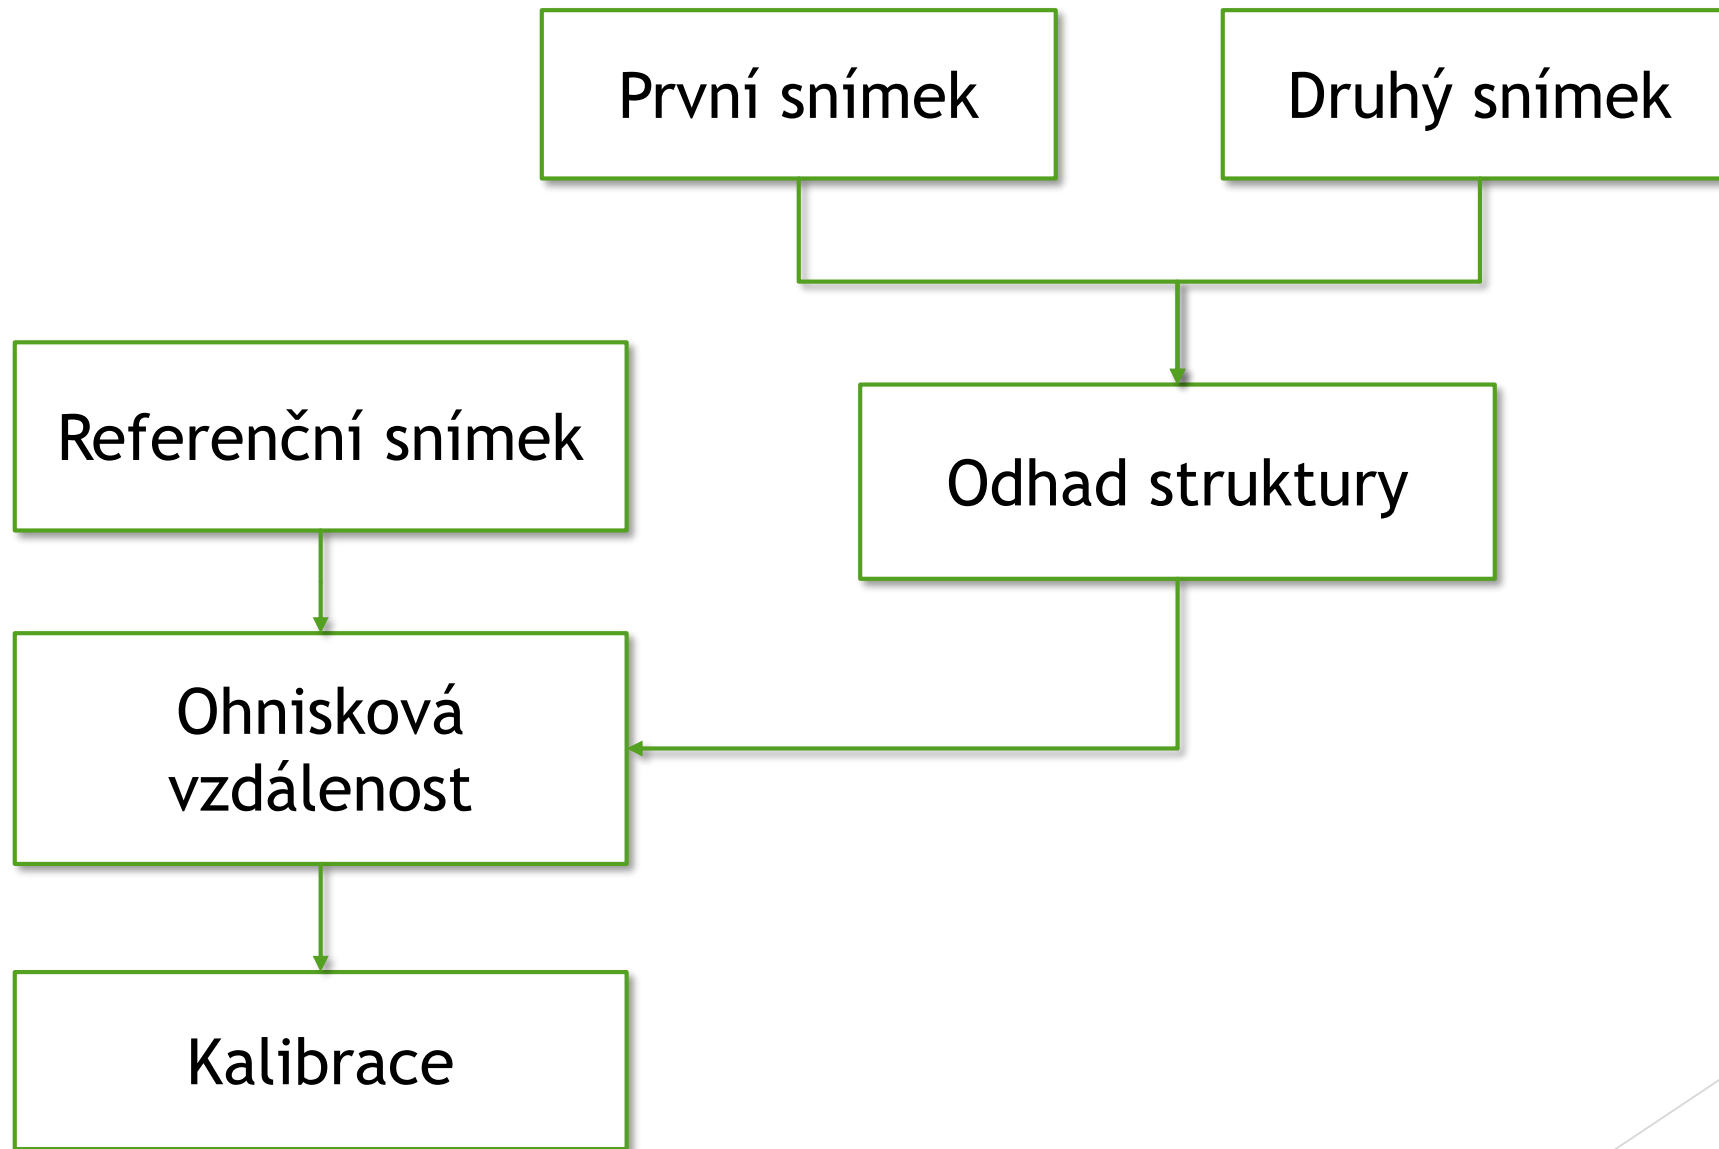 První snímek
Druhý snímek
Referenční snímek
Odhad struktury
Ohnisková
vzdálenost
Kalibrace